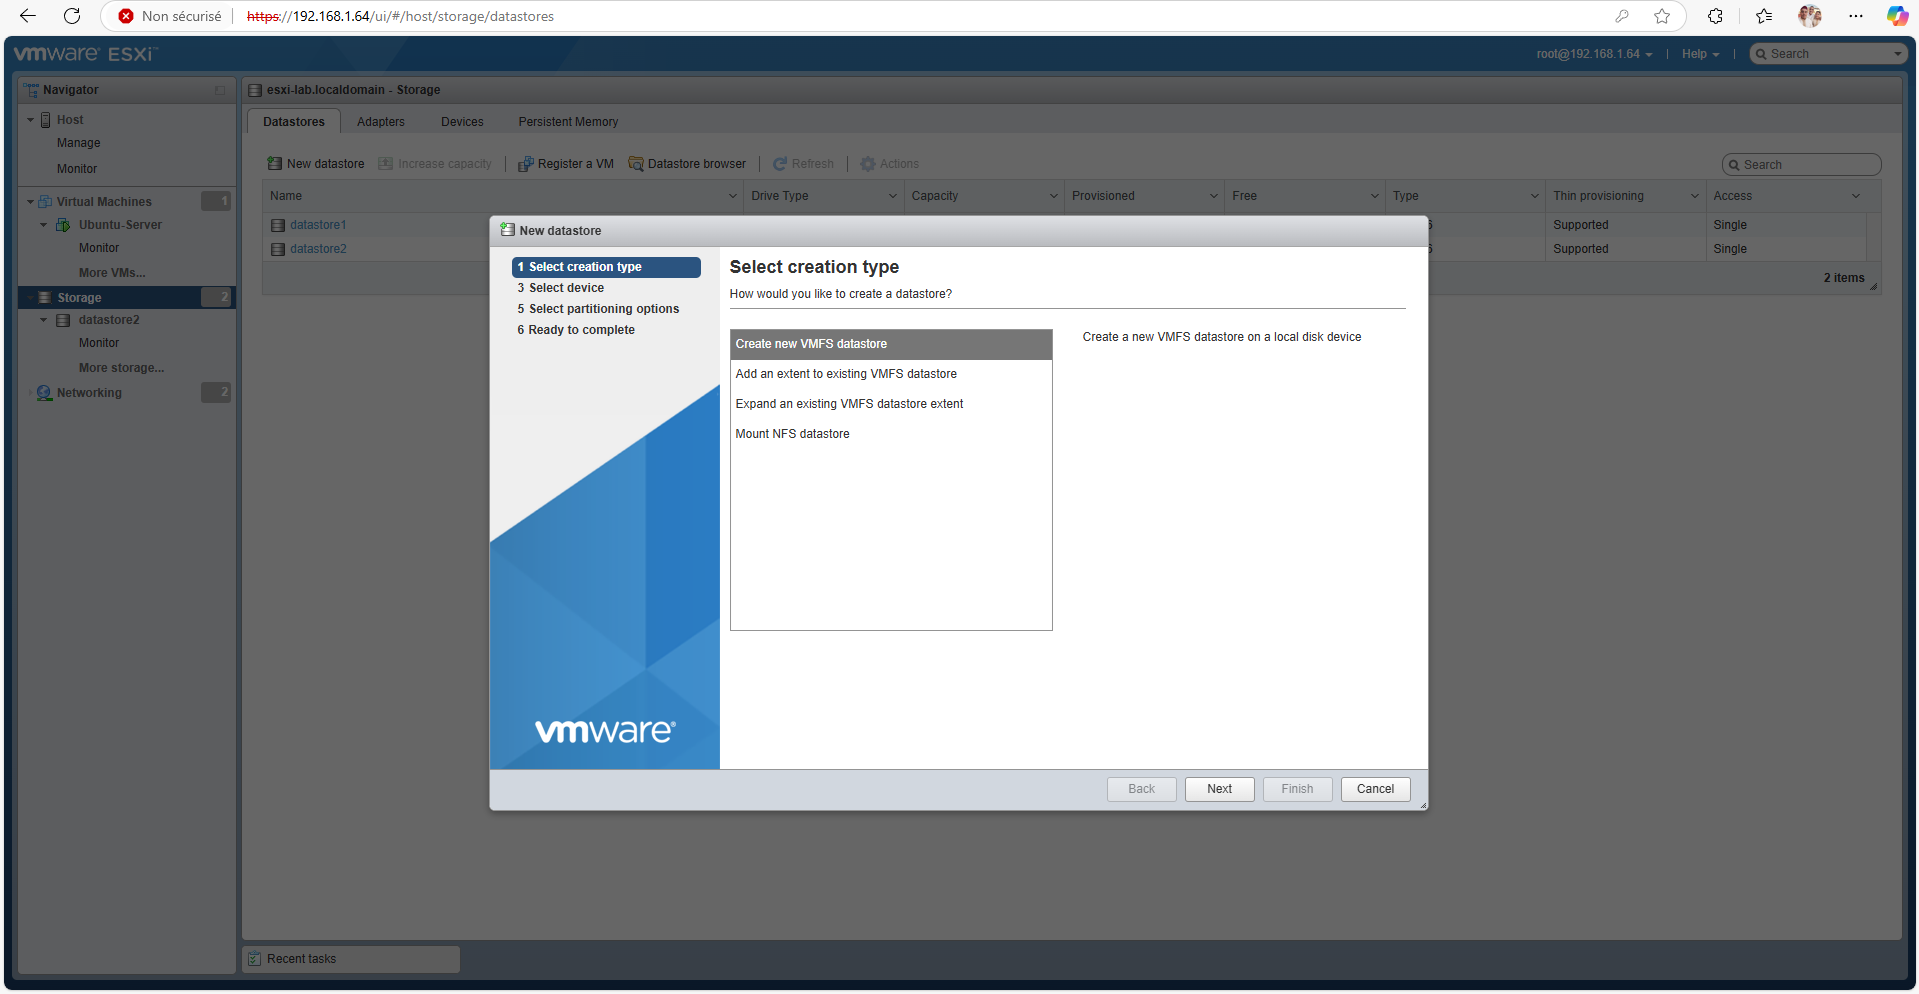 Non sécurisé https://192.168.1.64/ui/#/host/storage/datastores
vmware® ESXi™
root@192.168.1.64 | Help | Search
Navigator
Host
Manage
Monitor
Virtual Machines 1
Ubuntu-Server
Monitor
More VMs...
Storage 2
datastore2
Monitor
More storage...
Networking 2
esxi-lab.localdomain - Storage
Datastores Adapters Devices Persistent Memory
New datastore Increase capacity | Register a VM Datastore browser | Refresh | Actions Search
Name Drive Type Capacity Provisioned Free Type Thin provisioning Access
datastore1 6 Supported Single
datastore2 6 Supported Single
2 items
New datastore
1 Select creation type
3 Select device
5 Select partitioning options
6 Ready to complete
vmware®
Select creation type
How would you like to create a datastore?
Create new VMFS datastore
Add an extent to existing VMFS datastore
Expand an existing VMFS datastore extent
Mount NFS datastore
Create a new VMFS datastore on a local disk device
Back Next Finish Cancel
Recent tasks